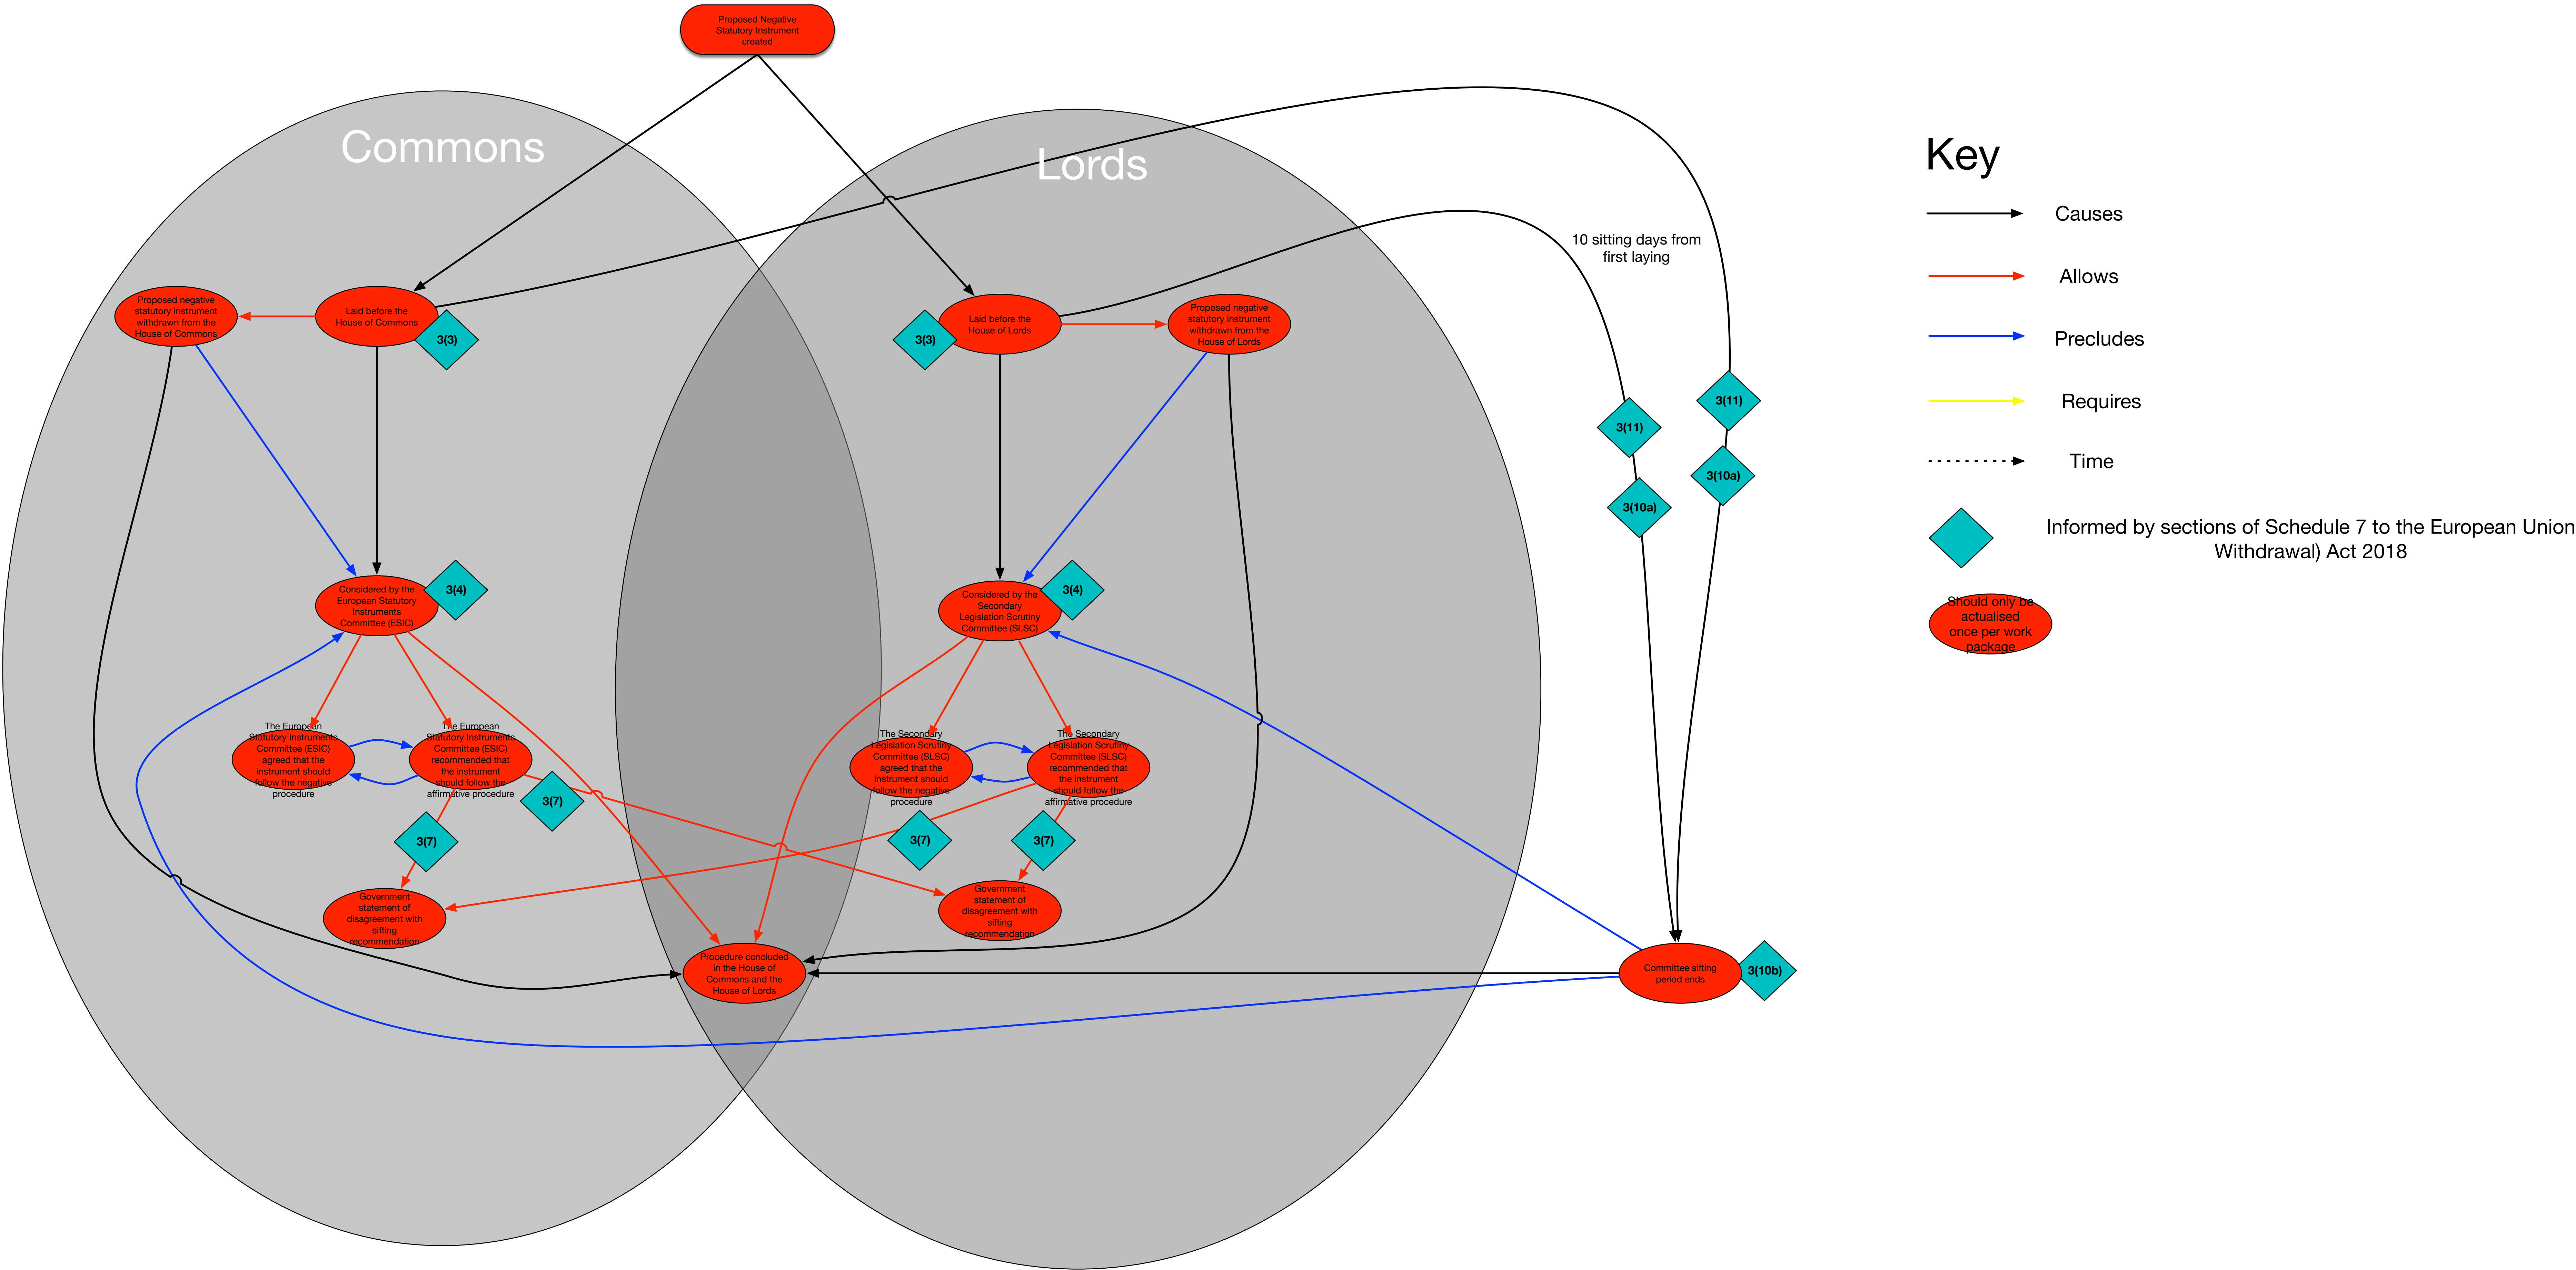 Proposed Negative
Statutory Instrument
created
Commons
Lords
Key
Causes
10 sitting days from
first laying
Allows
Proposed negative
statutory instrument
withdrawn from the
House of Commons
Laid before the
House of Commons
3(3)
3(3)
Laid before the
House of Lords
Proposed negative
statutory instrument
withdrawn from the
House of Lords
Precludes
3(11)
3(11)
Requires
3(10a)
3(10a)
Time
Informed by sections of Schedule 7 to the European Union
Withdrawal) Act 2018
Considered by the
European Statutory
Instruments
Committee (ESIC)
3(4)
Considered by the
Secondary
Legislation Scrutiny
Committee (SLSC)
3(4)
Should only be
actualised
once per work
package
The European
Statutory Instruments
Committee (ESIC)
agreed that the
instrument should
follow the negative
procedure
The European
Statutory Instruments
Committee (ESIC)
recommended that
the instrument
should follow the
affirmative procedure
The Secondary
Legislation Scrutiny
Committee (SLSC)
agreed that the
instrument should
follow the negative
procedure
The Secondary
Legislation Scrutiny
Committee (SLSC)
recommended that
the instrument
should follow the
affirmative procedure
3(7)
3(7)
3(7)
3(7)
Government
statement of
disagreement with
sifting
recommendation
Government
statement of
disagreement with
sifting
recommendation
Procedure concluded
in the House of
Commons and the
House of Lords
Committee sifting
period ends
3(10b)